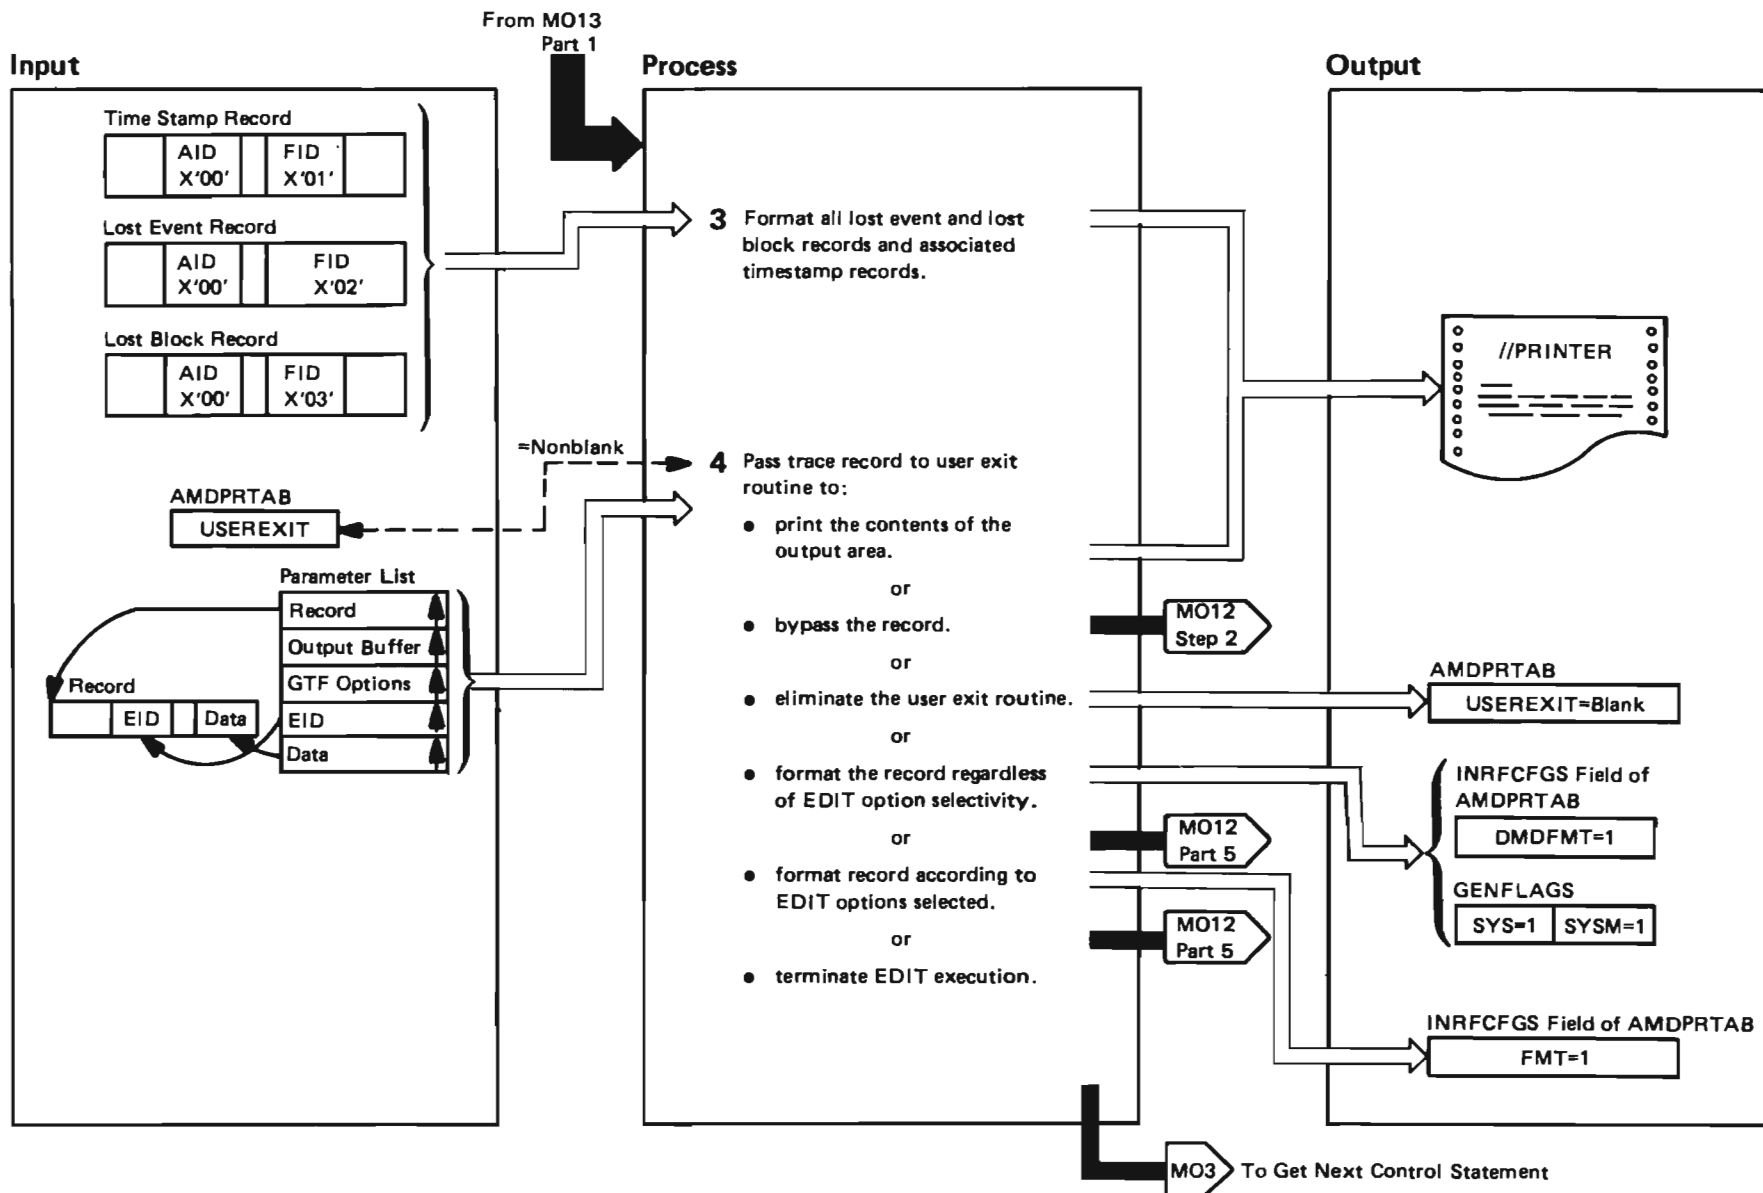 From MO13
Part 1
Input
Process
Output
Time Stamp Record
AID
X'00'
FID
X'01'
Lost Event Record
AID
X'00'
FID
X'02'
Lost Block Record
AID
X'00'
FID
X'03'
3 Format all lost event and lost
block records and associated
timestamp records.
//PRINTER
=Nonblank
4 Pass trace record to user exit
routine to:
AMDPRTAB
USEREXIT
• print the contents of the
output area.
or
• bypass the record.
MO12
Step 2
or
• eliminate the user exit routine.
AMDPRTAB
USEREXIT=Blank
or
• format the record regardless
of EDIT option selectivity.
INRFCFGS Field of
AMDPRTAB
DMDFMT=1
GENFLAGS
SYS=1
SYSM=1
or
MO12
Part 5
• format record according to
EDIT options selected.
or
MO12
Part 5
• terminate EDIT execution.
INRFCFGS Field of AMDPRTAB
FMT=1
Parameter List
Record
Output Buffer
GTF Options
EID
Data
Record
EID
Data
MO3
To Get Next Control Statement